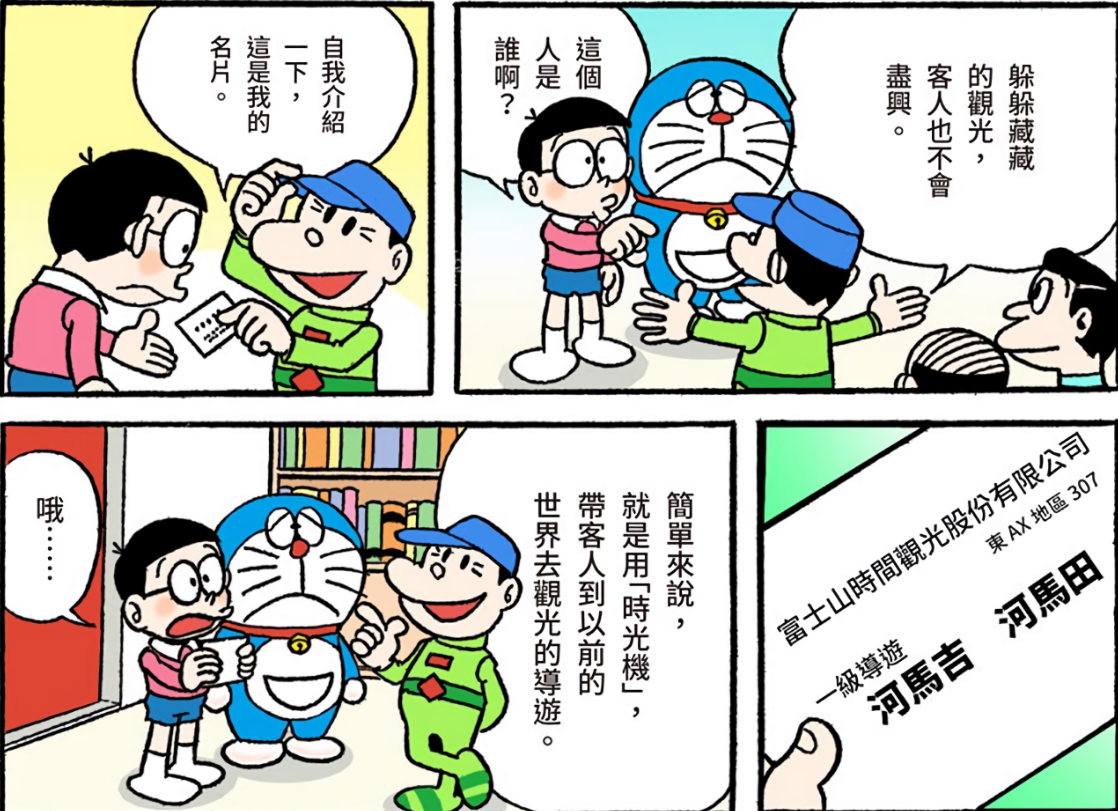 躲躲藏藏
的觀光，
客人也不會
盡興。
這個
人是
誰啊？
自我介紹
一下，
這是我的
名片。
富士山時間觀光股份有限公司
東 AX 地區 307
一級導遊
河馬吉 河馬田
簡單來說，
就是用「時光機」，
帶客人到以前的
世界去觀光的導遊。
哦……